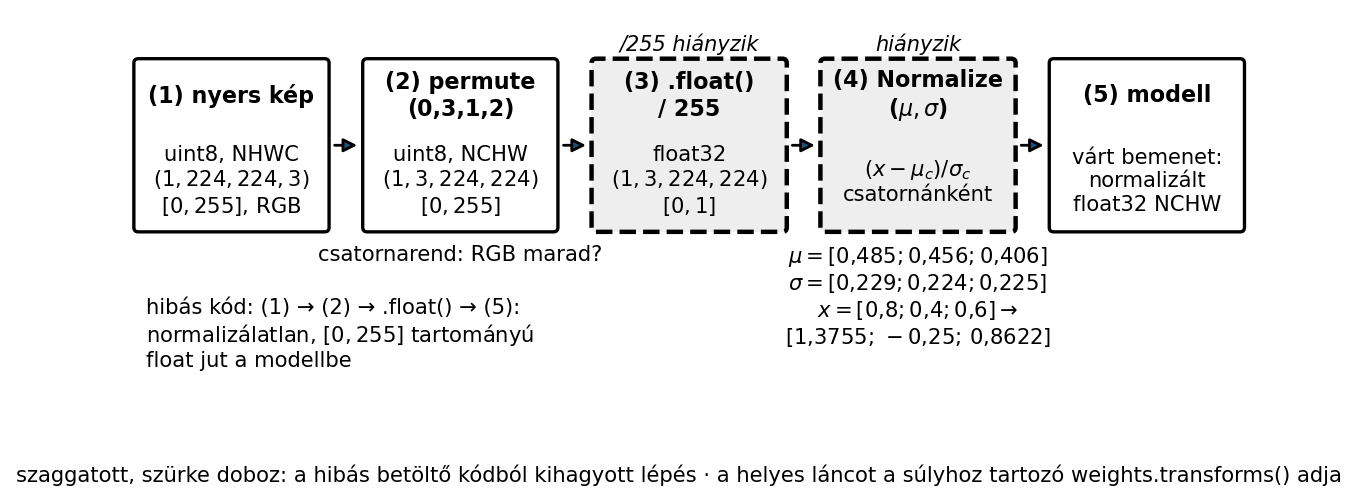 /255 hiányzik
hiányzik
(1) nyers kép
uint8, NHWC
(1, 224, 224, 3)
[0, 255], RGB
(2) permute
(0,3,1,2)
uint8, NCHW
(1, 3, 224, 224)
[0, 255]
(3) .float()
/ 255
float32
(1, 3, 224, 224)
[0, 1]
(4) Normalize
(μ, σ)
(x − μ_c)/σ_c
csatornánként
(5) modell
várt bemenet:
normalizált
float32 NCHW
csatornarend: RGB marad?
μ = [0,485; 0,456; 0,406]
σ = [0,229; 0,224; 0,225]
x = [0,8; 0,4; 0,6] →
[1,3755; −0,25; 0,8622]
hibás kód: (1) → (2) → .float() → (5):
normalizálatlan, [0, 255] tartományú
float jut a modellbe
szaggatott, szürke doboz: a hibás betöltő kódból kihagyott lépés · a helyes láncot a súlyhoz tartozó weights.transforms() adja